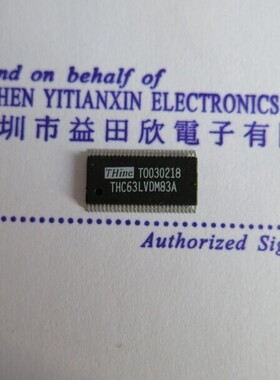 nd on behalf of
HEN YITIANXIN ELECTRONICS
圳市益田欣電子有
THine T0030218
THC63LVDM83A
Authorized Sig